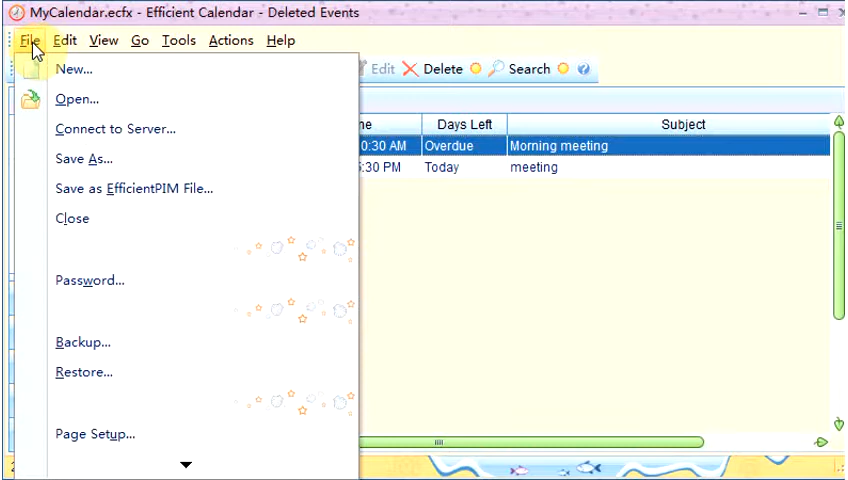 MyCalendar.ecfx - Efficient Calendar - Deleted Events
File Edit View Go Tools Actions Help
New...
Edit Delete Search
Open...
Connect to Server...
Save As...
Save as EfficientPIM File...
Close
Password...
Backup...
Restore...
Page Setup...
Days Left Subject
0:30 AM Overdue Morning meeting
:30 PM Today meeting